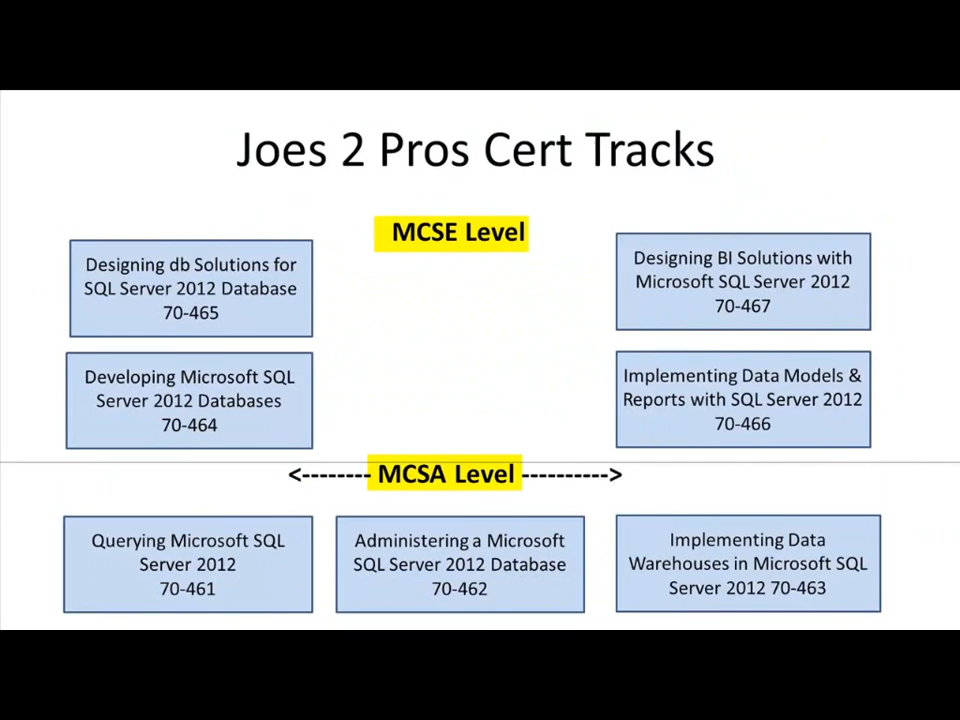 Joes 2 Pros Cert Tracks
MCSE Level
Designing db Solutions for
SQL Server 2012 Database
70-465
Designing BI Solutions with
Microsoft SQL Server 2012
70-467
Developing Microsoft SQL
Server 2012 Databases
70-464
Implementing Data Models &
Reports with SQL Server 2012
70-466
<-------- MCSA Level ---------->
Querying Microsoft SQL
Server 2012
70-461
Administering a Microsoft
SQL Server 2012 Database
70-462
Implementing Data
Warehouses in Microsoft SQL
Server 2012 70-463